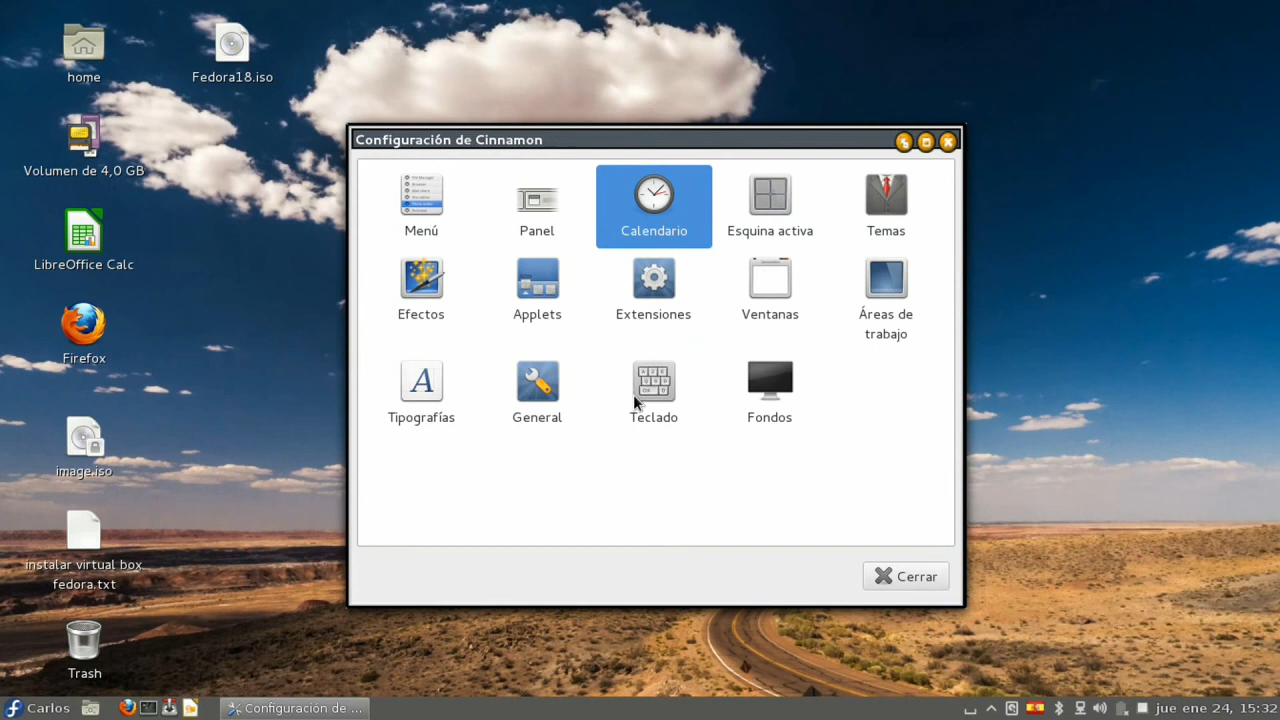 home
Fedora18.iso
Volumen de 4,0 GB
LibreOffice Calc
Firefox
image.iso
instalar virtual box
fedora.txt
Trash
Configuración de Cinnamon
Menú
Panel
Calendario
Esquina activa
Temas
Efectos
Applets
Extensiones
Ventanas
Áreas de
trabajo
Tipografías
General
Teclado
Fondos
Cerrar
Carlos
Configuración de ...
jue ene 24, 15:32